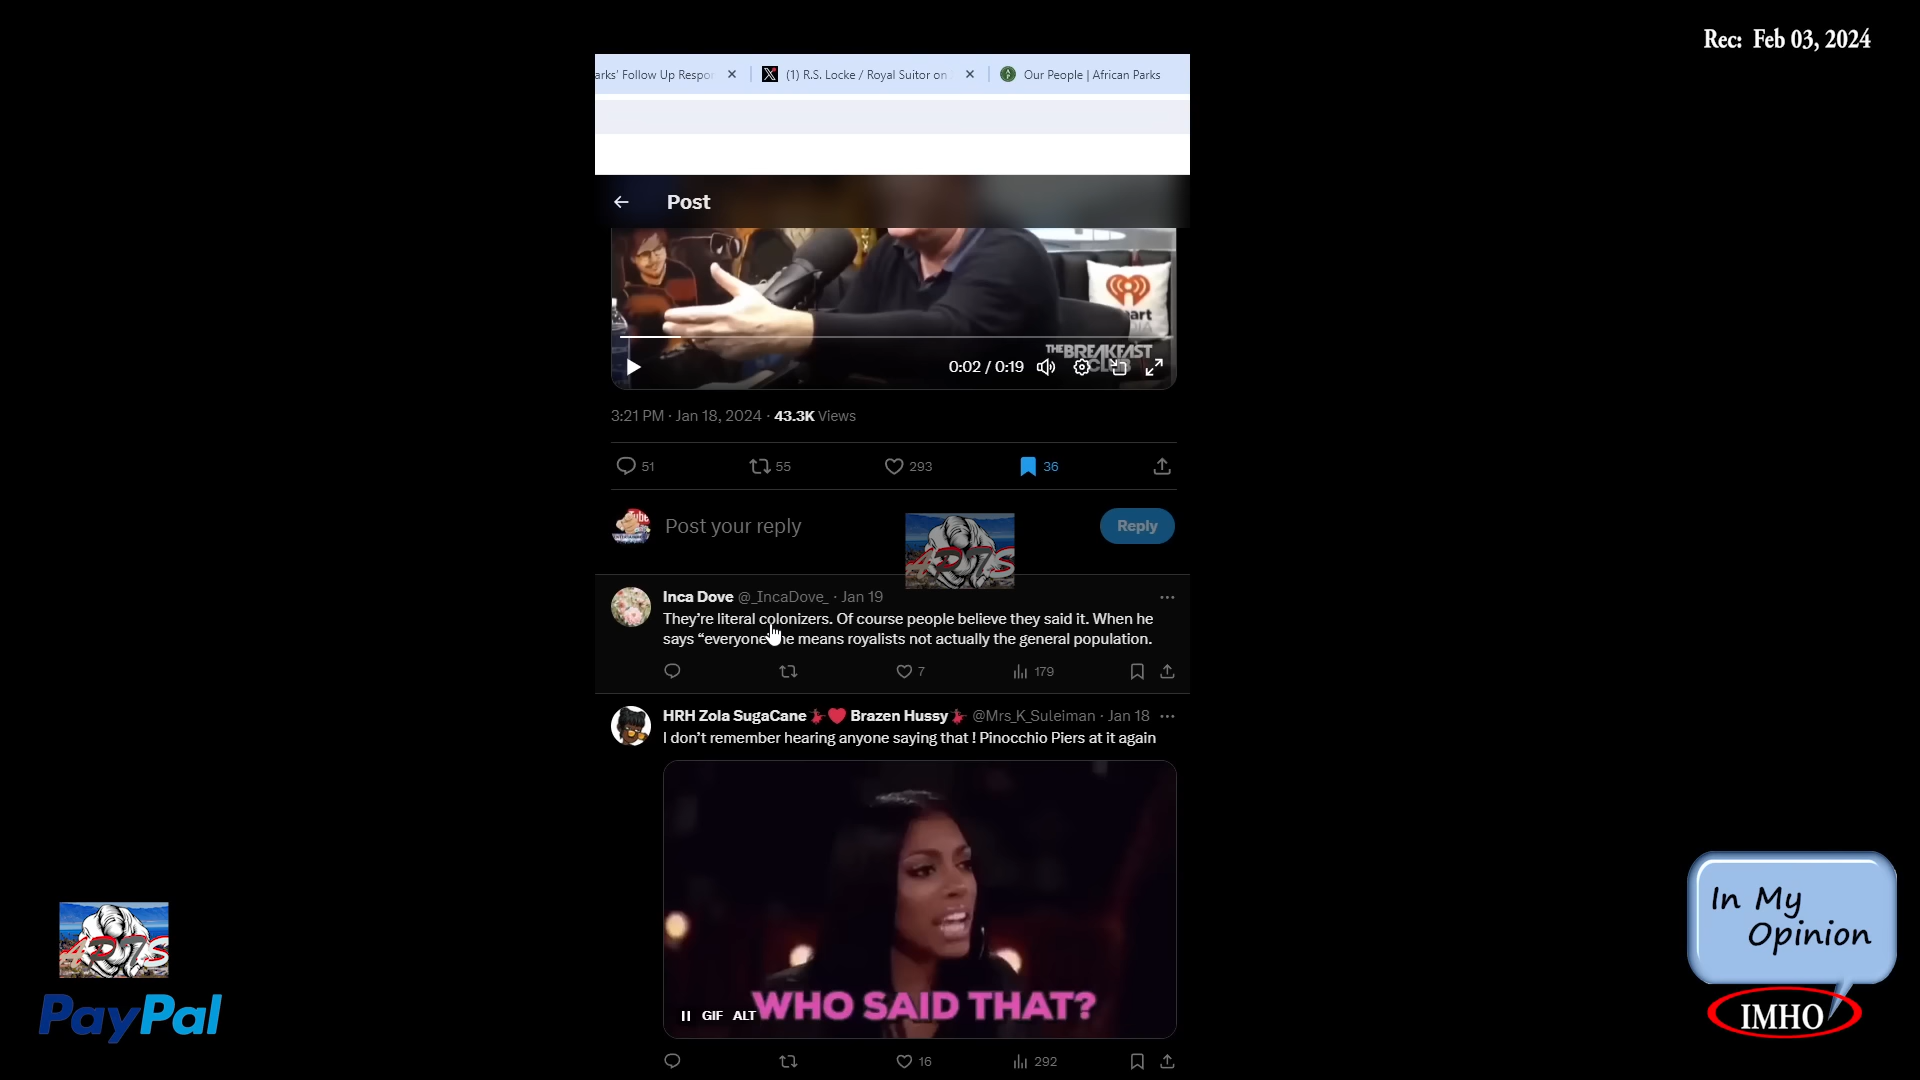 Rec: Feb 03, 2024
arks' Follow Up Respo
(1) R.S. Locke / Royal Suitor on
Our People | African Parks
Post
art
THE BREAKFAST
CLUB
0:02 / 0:19
3:21 PM · Jan 18, 2024 · 43.3K Views
51 55 293 36
Post your reply
Reply
Inca Dove @_IncaDove_ · Jan 19
They're literal colonizers. Of course people believe they said it. When he
says “everyone he means royalists not actually the general population.
7 179
HRH Zola SugaCane💃❤️ Brazen Hussy💃 @Mrs_K_Suleiman · Jan 18
I don't remember hearing anyone saying that ! Pinocchio Piers at it again
WHO SAID THAT?
GIF ALT
16 292
PayPal
In My
Opinion
IMHO